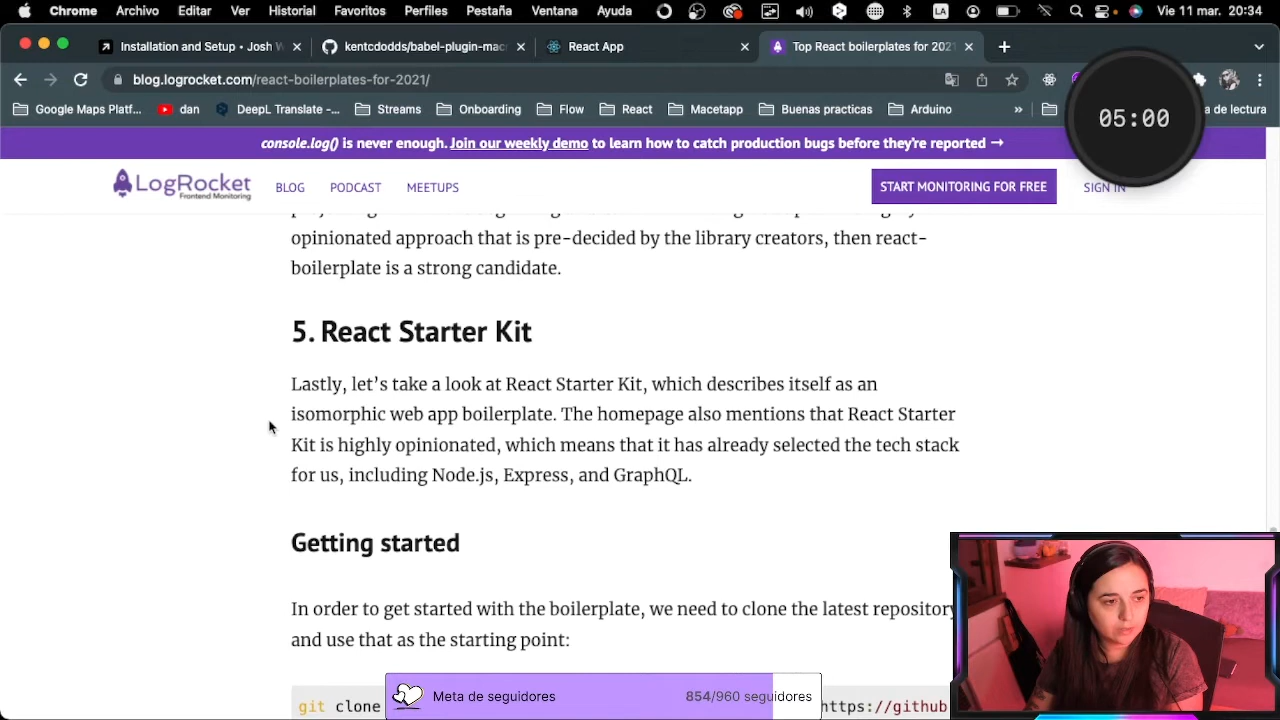 Chrome Archivo Editar Ver Historial Favoritos Perfiles Pestaña Ventana Ayuda LA Vie 11 mar. 20:34
Installation and Setup • Josh W kentcdodds/babel-plugin-mac React App Top React boilerplates for 2021
blog.logrocket.com/react-boilerplates-for-2021/
05:00
Google Maps Platf... dan DeepL Translate -... Streams Onboarding Flow React Macetapp Buenas practicas Arduino » a de lectura
console.log() is never enough. Join our weekly demo to learn how to catch production bugs before they're reported →
LogRocket
Frontend Monitoring
BLOG PODCAST MEETUPS START MONITORING FOR FREE SIGN IN
opinionated approach that is pre-decided by the library creators, then react-
boilerplate is a strong candidate.
5. React Starter Kit
Lastly, let’s take a look at React Starter Kit, which describes itself as an
isomorphic web app boilerplate. The homepage also mentions that React Starter
Kit is highly opinionated, which means that it has already selected the tech stack
for us, including Node.js, Express, and GraphQL.
Getting started
In order to get started with the boilerplate, we need to clone the latest repository
and use that as the starting point:
git clone https://github
Meta de seguidores 854/960 seguidores